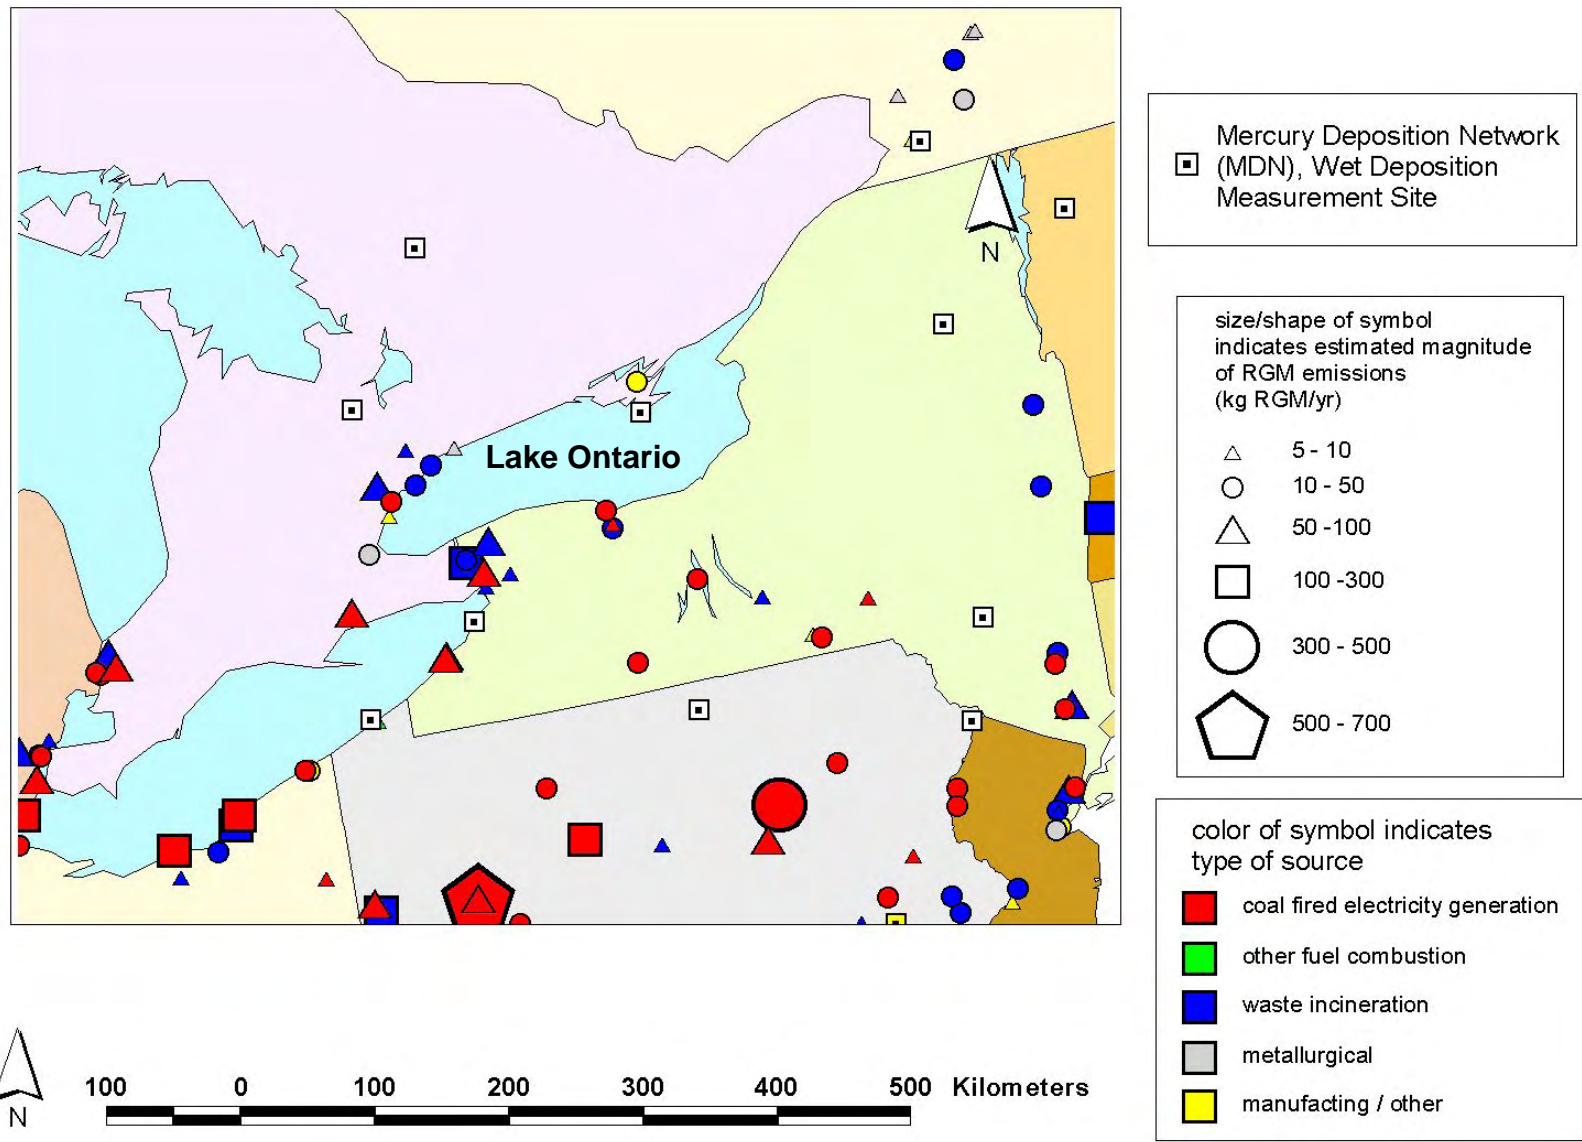 N
Lake Ontario
Mercury Deposition Network
(MDN), Wet Deposition
Measurement Site
size/shape of symbol
indicates estimated magnitude
of RGM emissions
(kg RGM/yr)
5 - 10
10 - 50
50 -100
100 -300
300 - 500
500 - 700
color of symbol indicates
type of source
coal fired electricity generation
other fuel combustion
waste incineration
metallurgical
manufacting / other
N
100 0 100 200 300 400 500 Kilometers